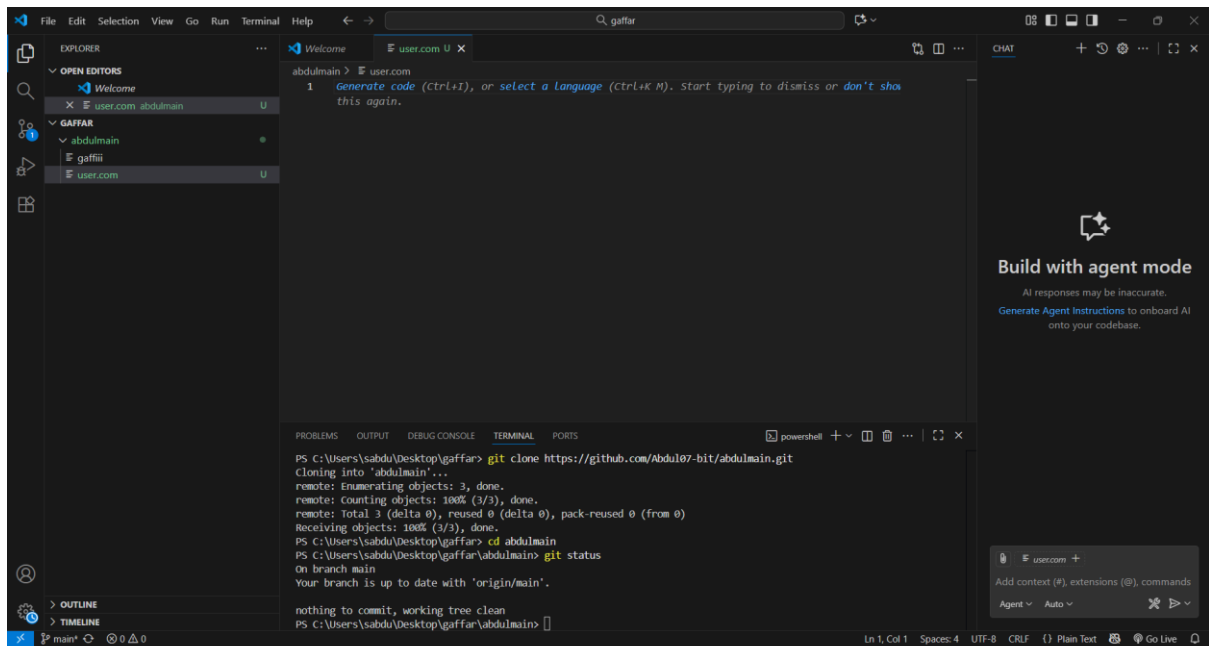 File Edit Selection View Go Run Terminal Help
gaffar
EXPLORER
OPEN EDITORS
Welcome
user.com abdulmain U
GAFFAR
abdulmain
gaffiii
user.com U
OUTLINE
TIMELINE
Welcome
user.com U
abdulmain > user.com
1 Generate code (Ctrl+I), or select a language (Ctrl+K M). Start typing to dismiss or don't show
this again.
PROBLEMS OUTPUT DEBUG CONSOLE TERMINAL PORTS
powershell
PS C:\Users\sabdu\Desktop\gaffar> git clone https://github.com/Abdul07-bit/abdulmain.git
Cloning into 'abdulmain'...
remote: Enumerating objects: 3, done.
remote: Counting objects: 100% (3/3), done.
remote: Total 3 (delta 0), reused 0 (delta 0), pack-reused 0 (from 0)
Receiving objects: 100% (3/3), done.
PS C:\Users\sabdu\Desktop\gaffar> cd abdulmain
PS C:\Users\sabdu\Desktop\gaffar\abdulmain> git status
On branch main
Your branch is up to date with 'origin/main'.
nothing to commit, working tree clean
PS C:\Users\sabdu\Desktop\gaffar\abdulmain>
CHAT
Build with agent mode
AI responses may be inaccurate.
Generate Agent Instructions to onboard AI
onto your codebase.
user.com
Add context (#), extensions (@), commands
Agent Auto
1
main* 0 0
Ln 1, Col 1 Spaces: 4 UTF-8 CRLF {} Plain Text Go Live